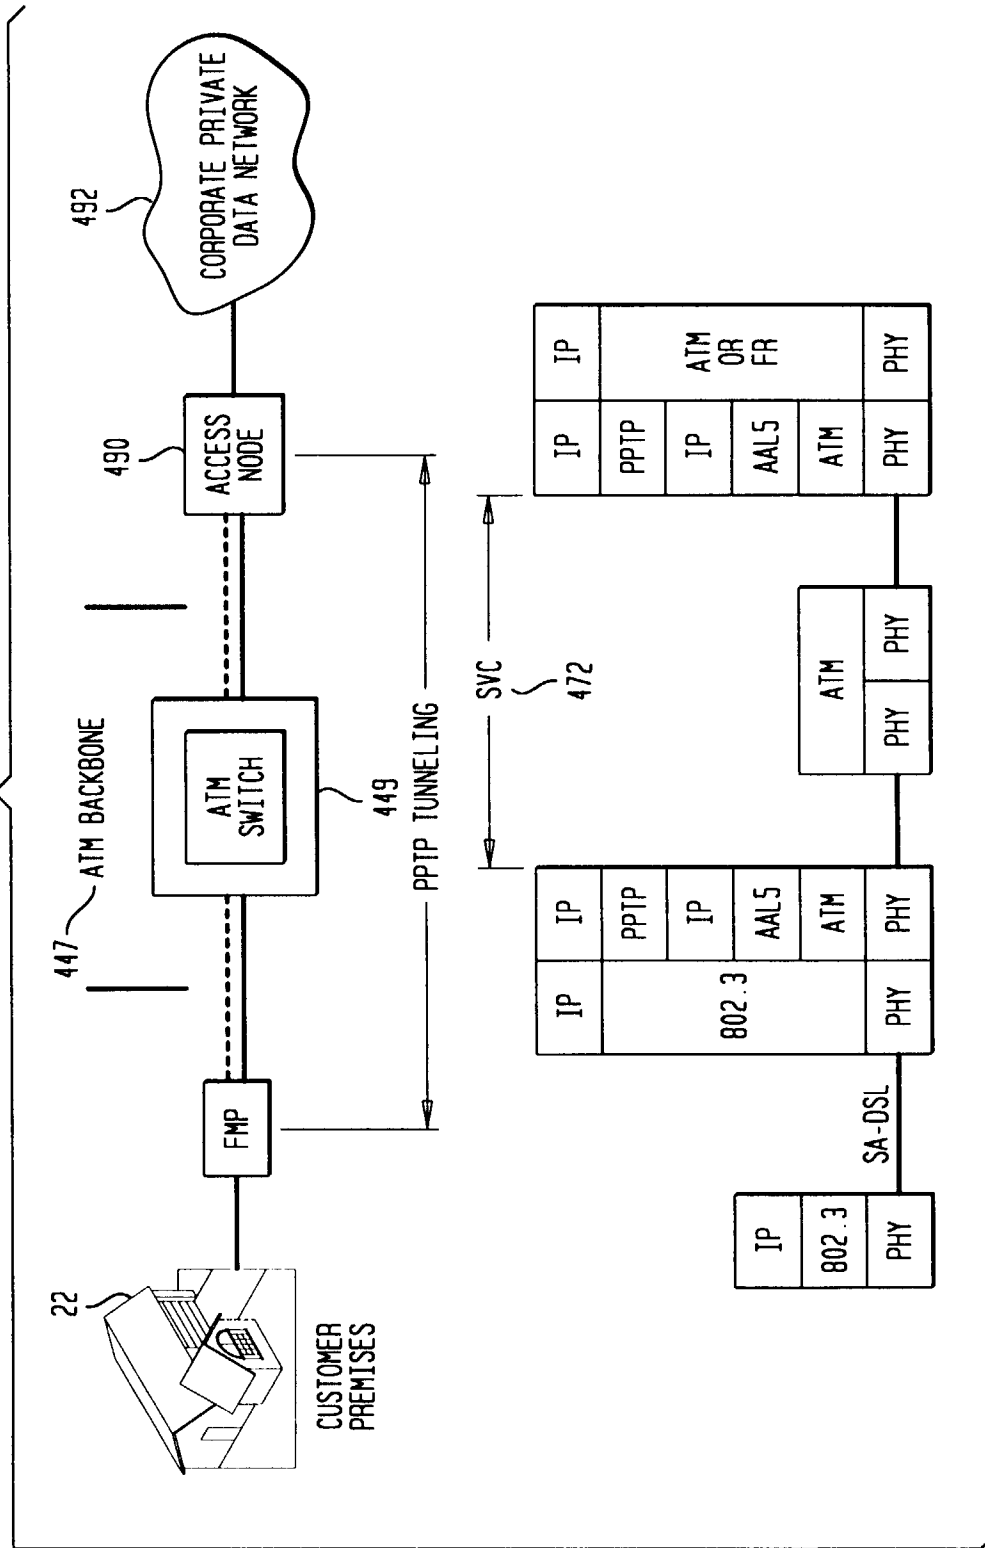 22
CUSTOMER
PREMISES
FMP
447
ATM BACKBONE
ATM
SWITCH
449
490
ACCESS
NODE
492
CORPORATE PRIVATE
DATA NETWORK
PPTP TUNNELING
SVC
472
IP
802.3
PHY
SA-DSL
IP
802.3
PHY
IP
PPTP
IP
AAL5
ATM
PHY
ATM
PHY
PHY
IP
PPTP
IP
AAL5
ATM
PHY
IP
ATM
OR
FR
PHY